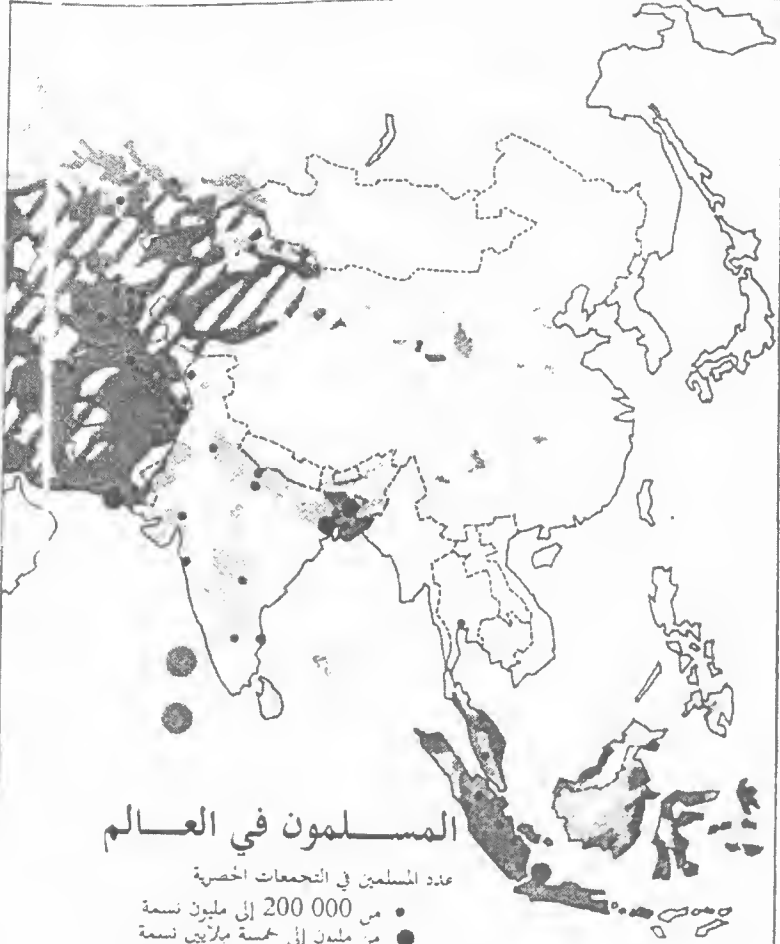 المسلمون في العالم
عدد المسلمين في التجمعات الحصرية
من 000 200 إلى مليون نسمة
من مليون إلى خمسة ملايين نسمة